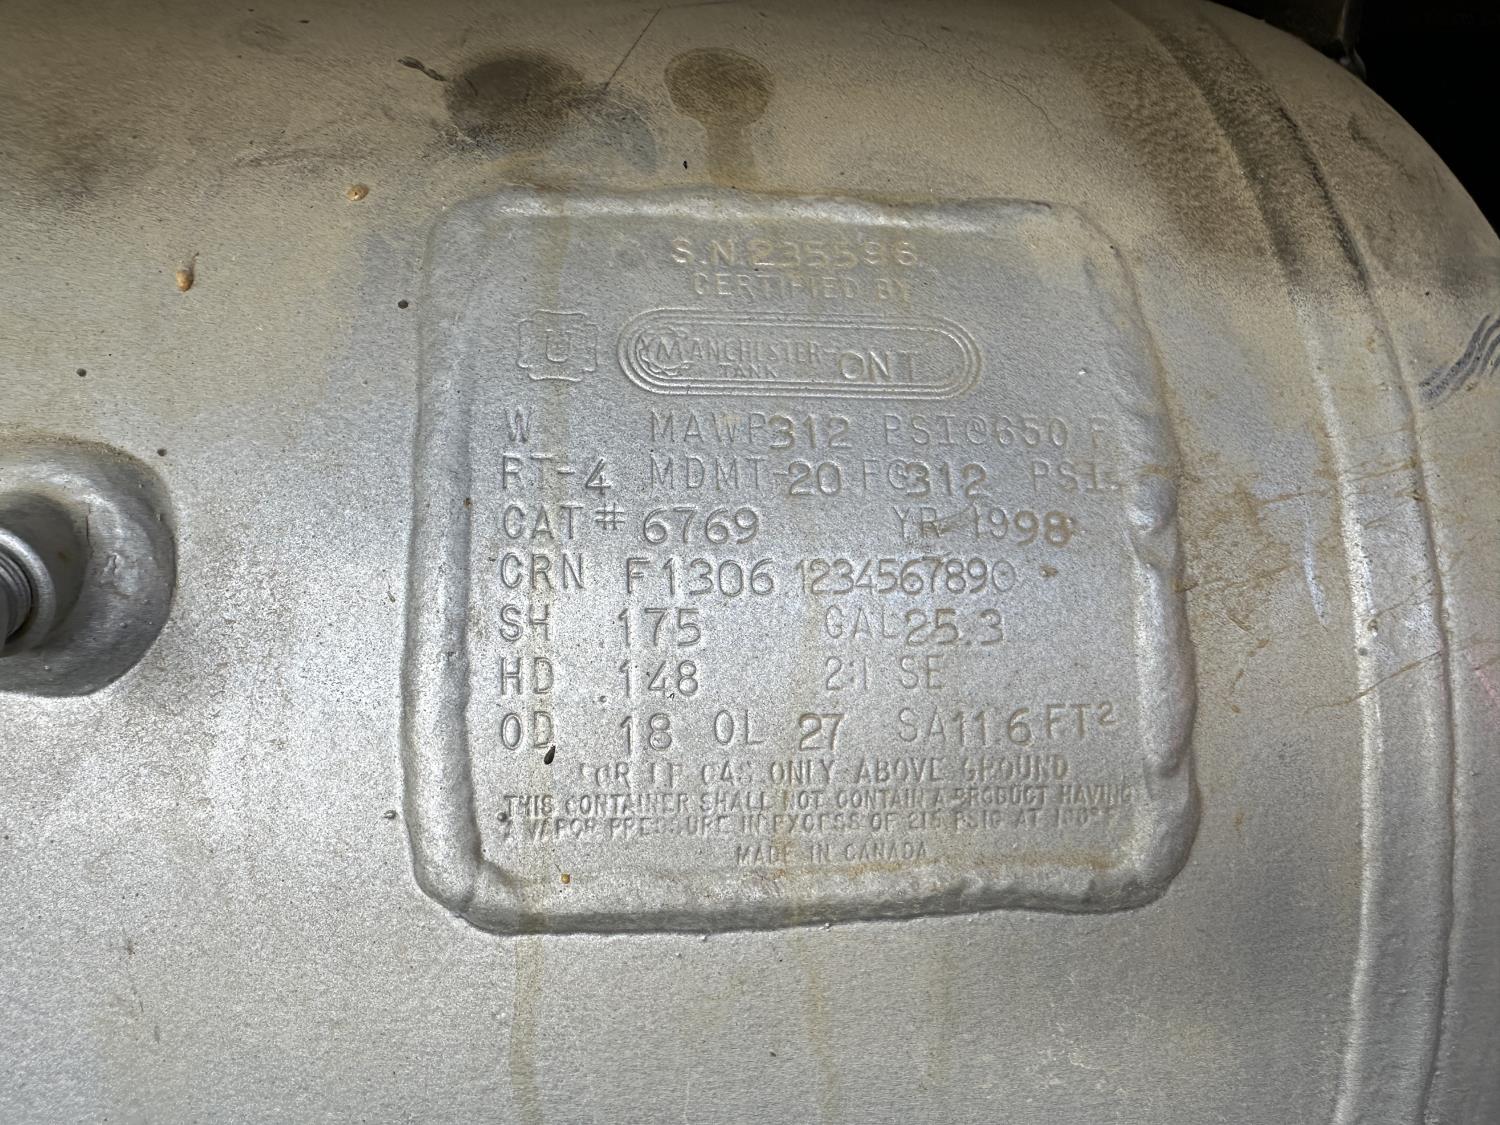 S.N 235596
CERTIFIED BY
U MANCHESTER TANK ONT
W MAWP 312 PSI@650 F
RT-4 MDMT-20 F@312 PSI
CAT# 6769 YR 1998
CRN F1306 1234567890
SH .175 GAL 25.3
HD .148 2:1 SE
OD 18 OL 27 SA 11.6 FT²
FOR LP GAS ONLY ABOVE GROUND
THIS CONTAINER SHALL NOT CONTAIN A PRODUCT HAVING
A VAPOR PRESSURE IN EXCESS OF 215 PSIG AT 100°F
MADE IN CANADA